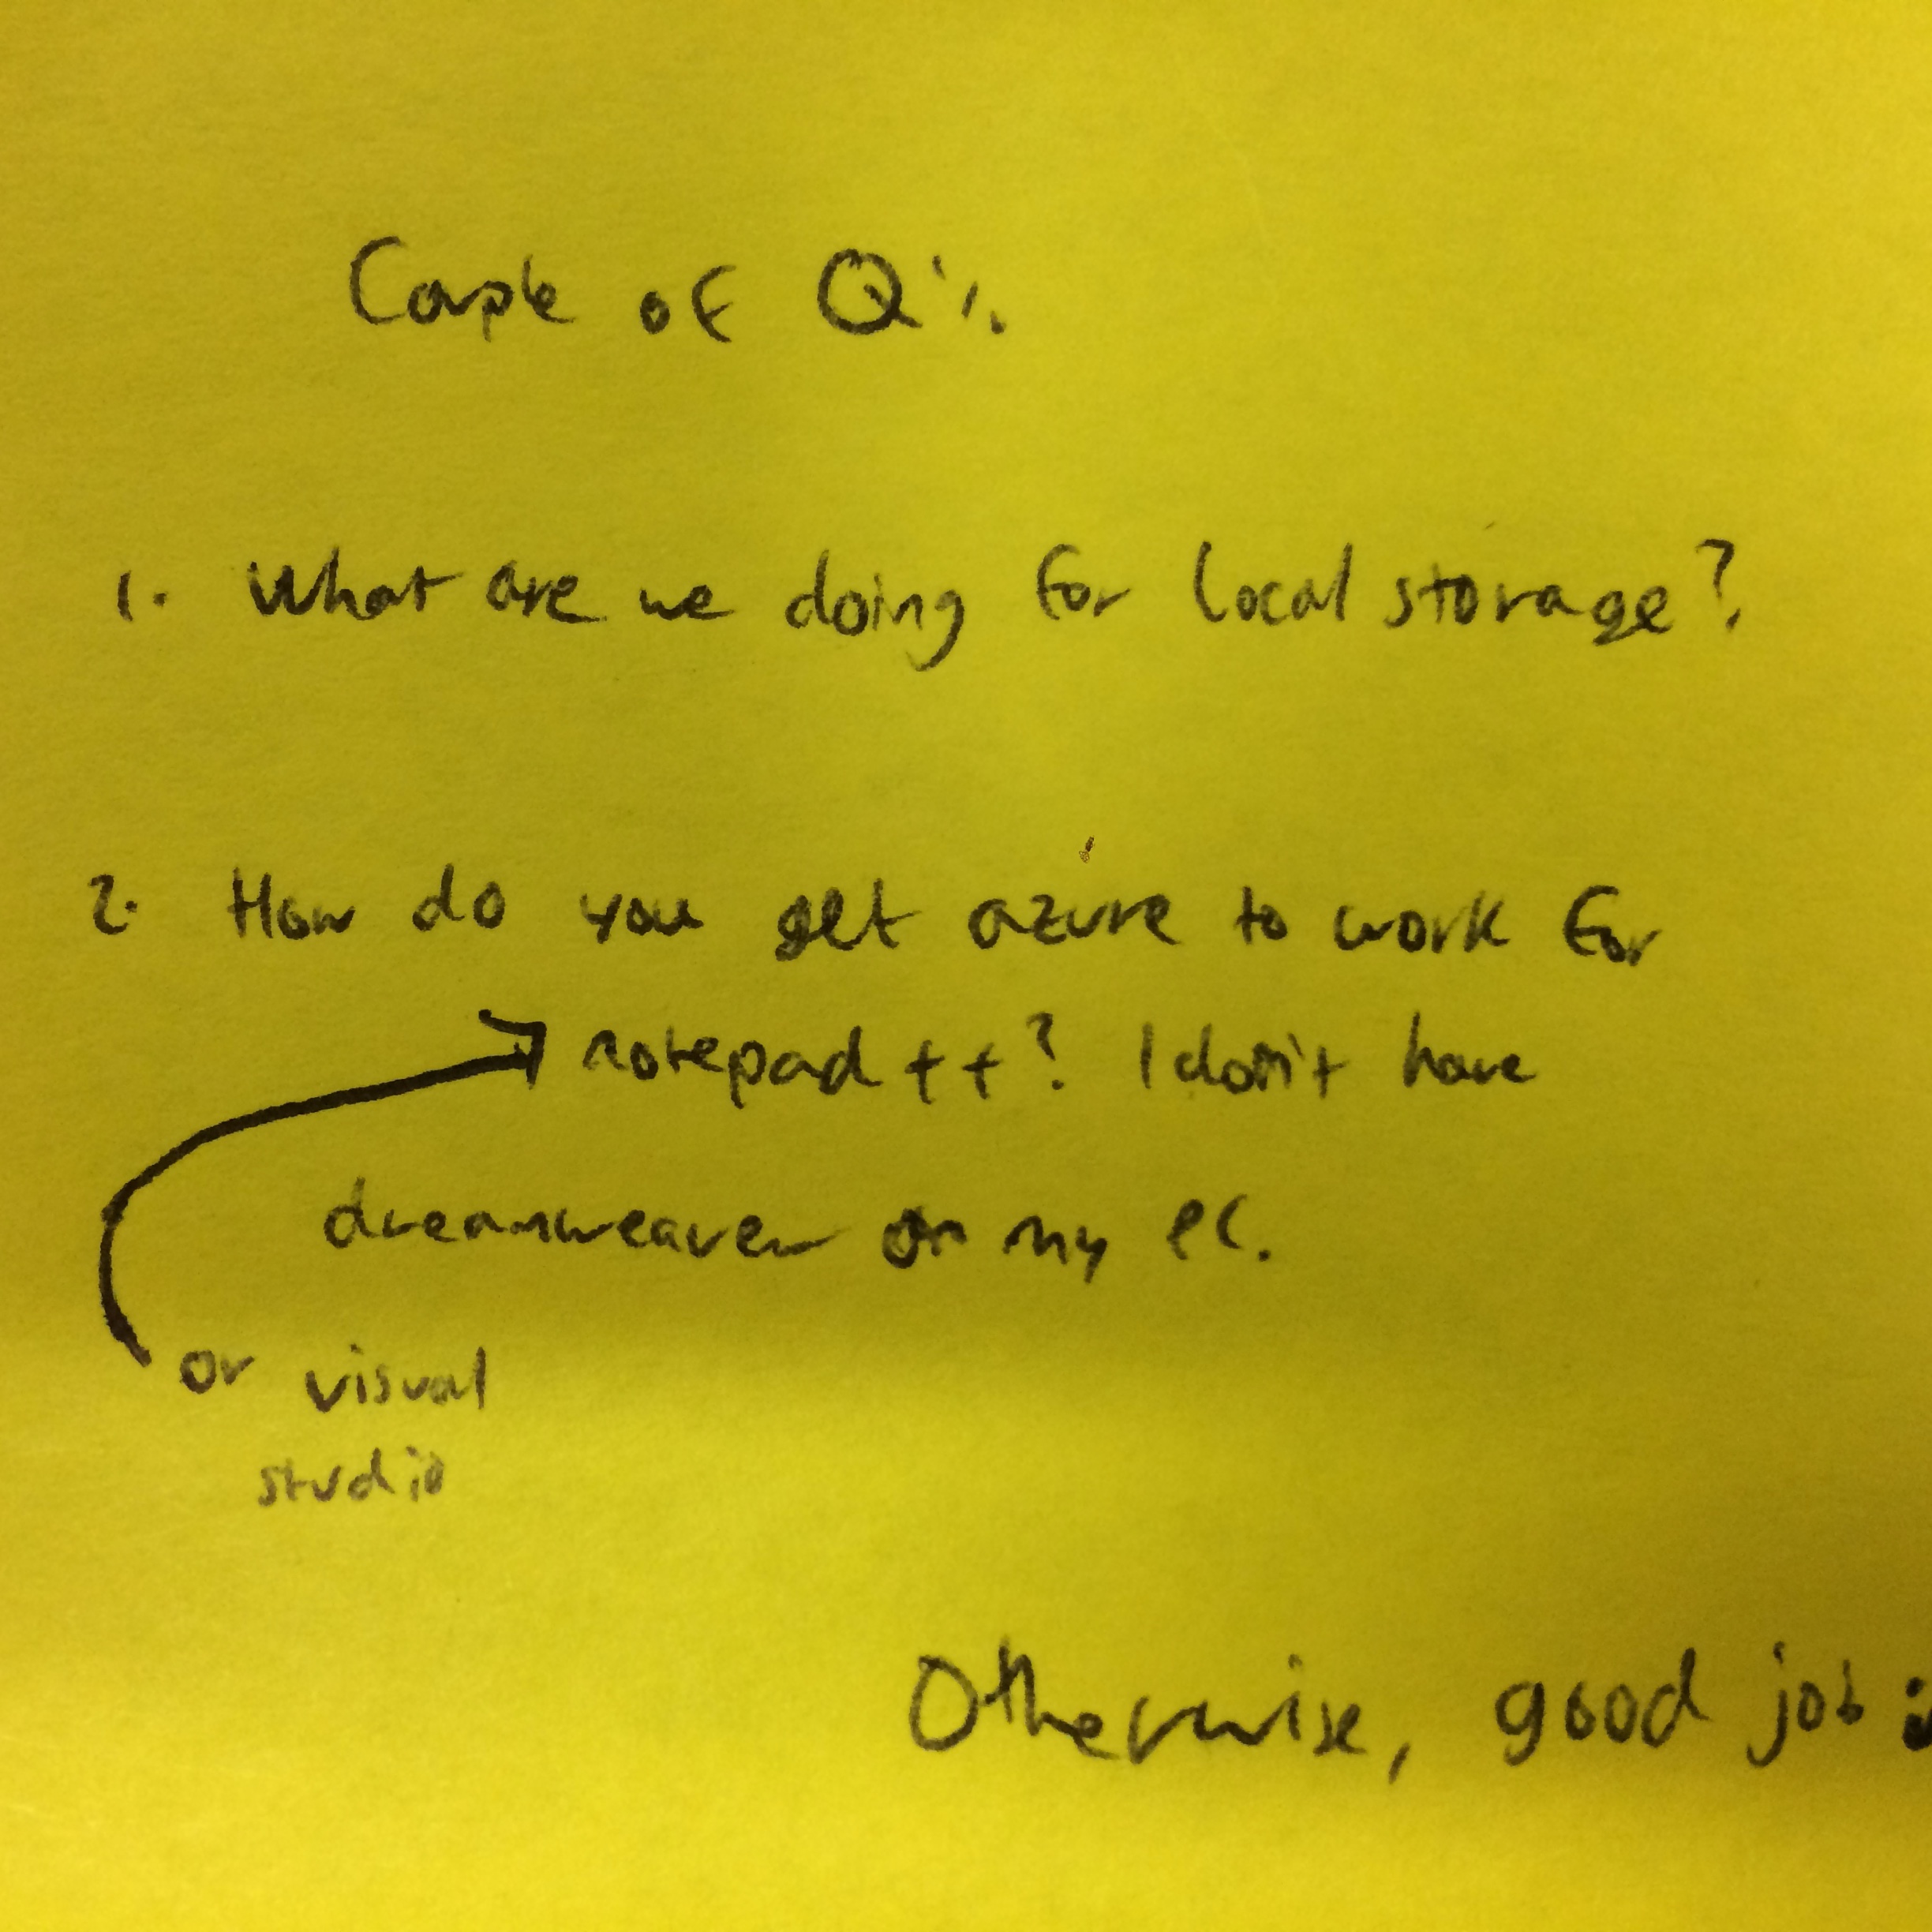 Couple of Q's
1. What are we doing for local storage?
2. How do you get azure to work for
notepad ++? I don't have
dreamweaver on my PC.
or visual
studio
Otherwise, good job :